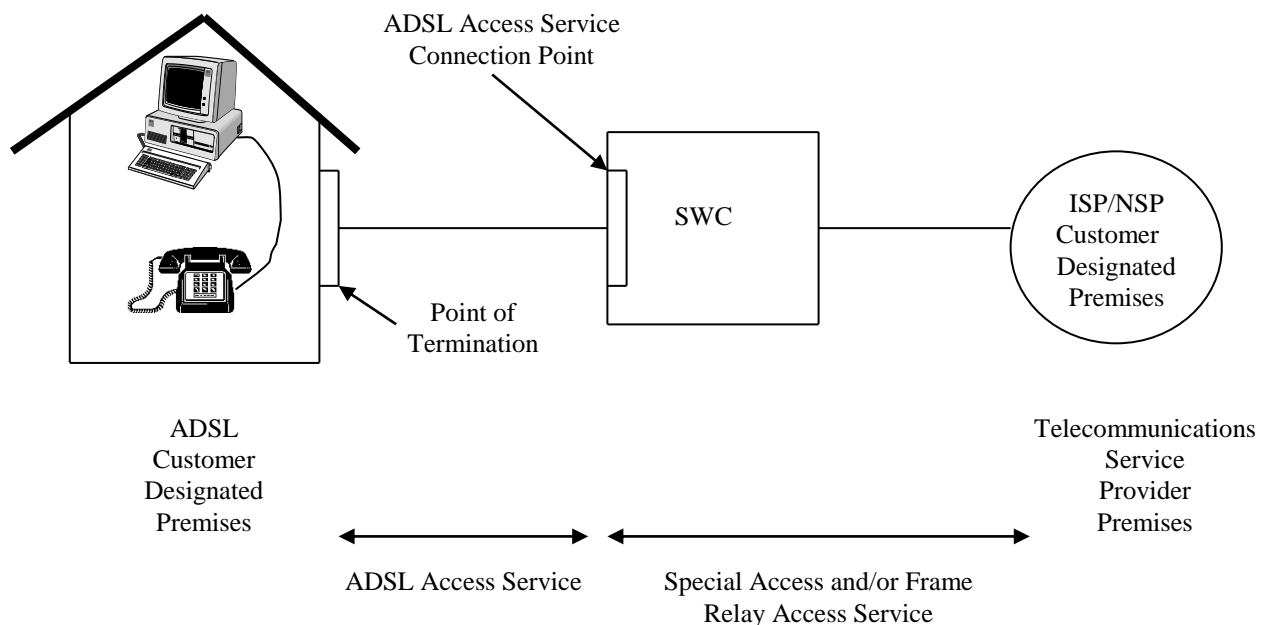 ADSL Access Service
Connection Point
SWC
ISP/NSP
Customer
Designated
Premises
Point of
Termination
ADSL
Customer
Designated
Premises
Telecommunications
Service
Provider
Premises
ADSL Access Service
Special Access and/or Frame
Relay Access Service